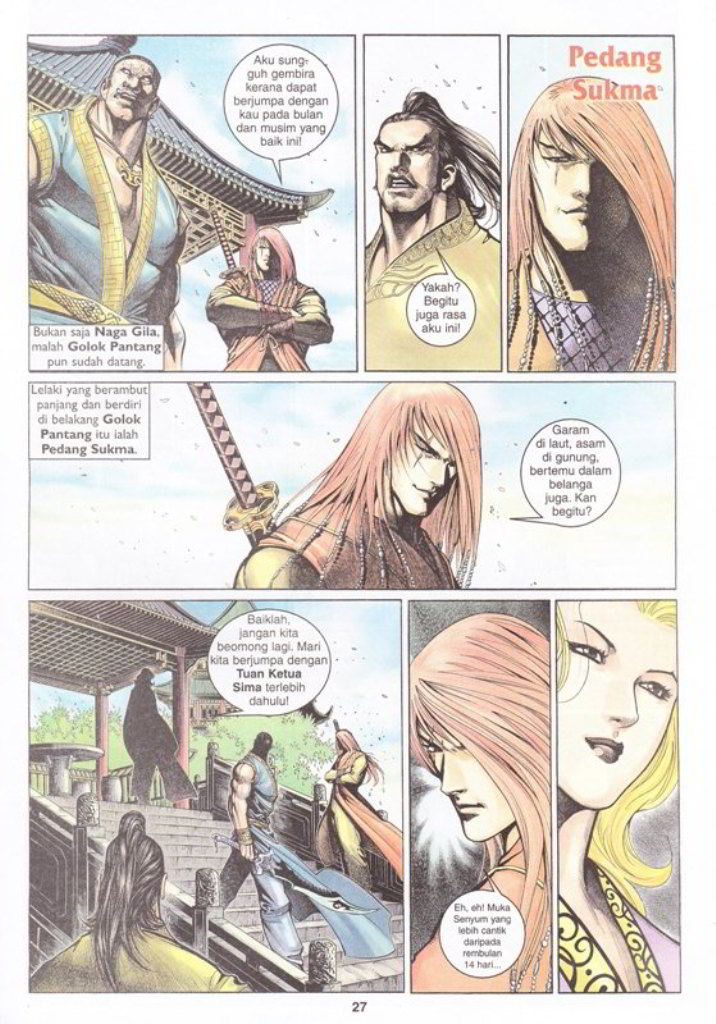 Aku sung-
guh gembira
kerana dapat
berjumpa dengan
kau pada bulan
dan musim yang
baik ini!
Bukan saja Naga Gila,
malah Golok Pantang
pun sudah datang.
Yakah?
Begitu
juga rasa
aku ini!
Pedang
Sukma
Lelaki yang berambut
panjang dan berdiri
di belakang Golok
Pantang itu ialah
Pedang Sukma.
Garam
di laut, asam
di gunung,
bertemu dalam
belanga
juga. Kan
begitu?
Baiklah,
jangan kita
beomong lagi. Mari
kita berjumpa dengan
Tuan Ketua
Sima terlebih
dahulu!
Eh, eh! Muka
Senyum yang
lebih cantik
daripada
rembulan
14 hari...
27